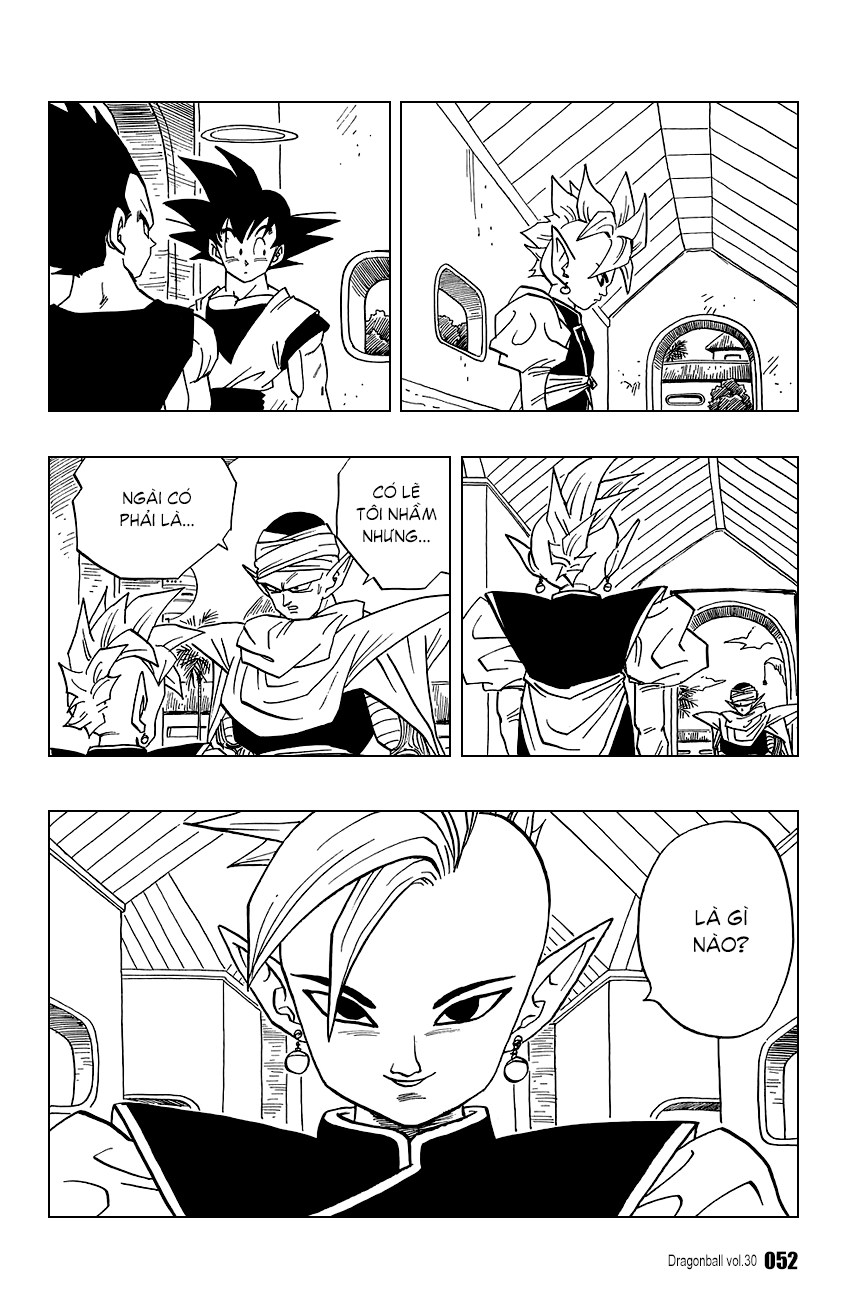 CÓ LẼ
TÔI NHẦM
NHƯNG...
NGÀI CÓ
PHẢI LÀ...
LÀ GÌ
NÀO?
Dragonball vol.30 052